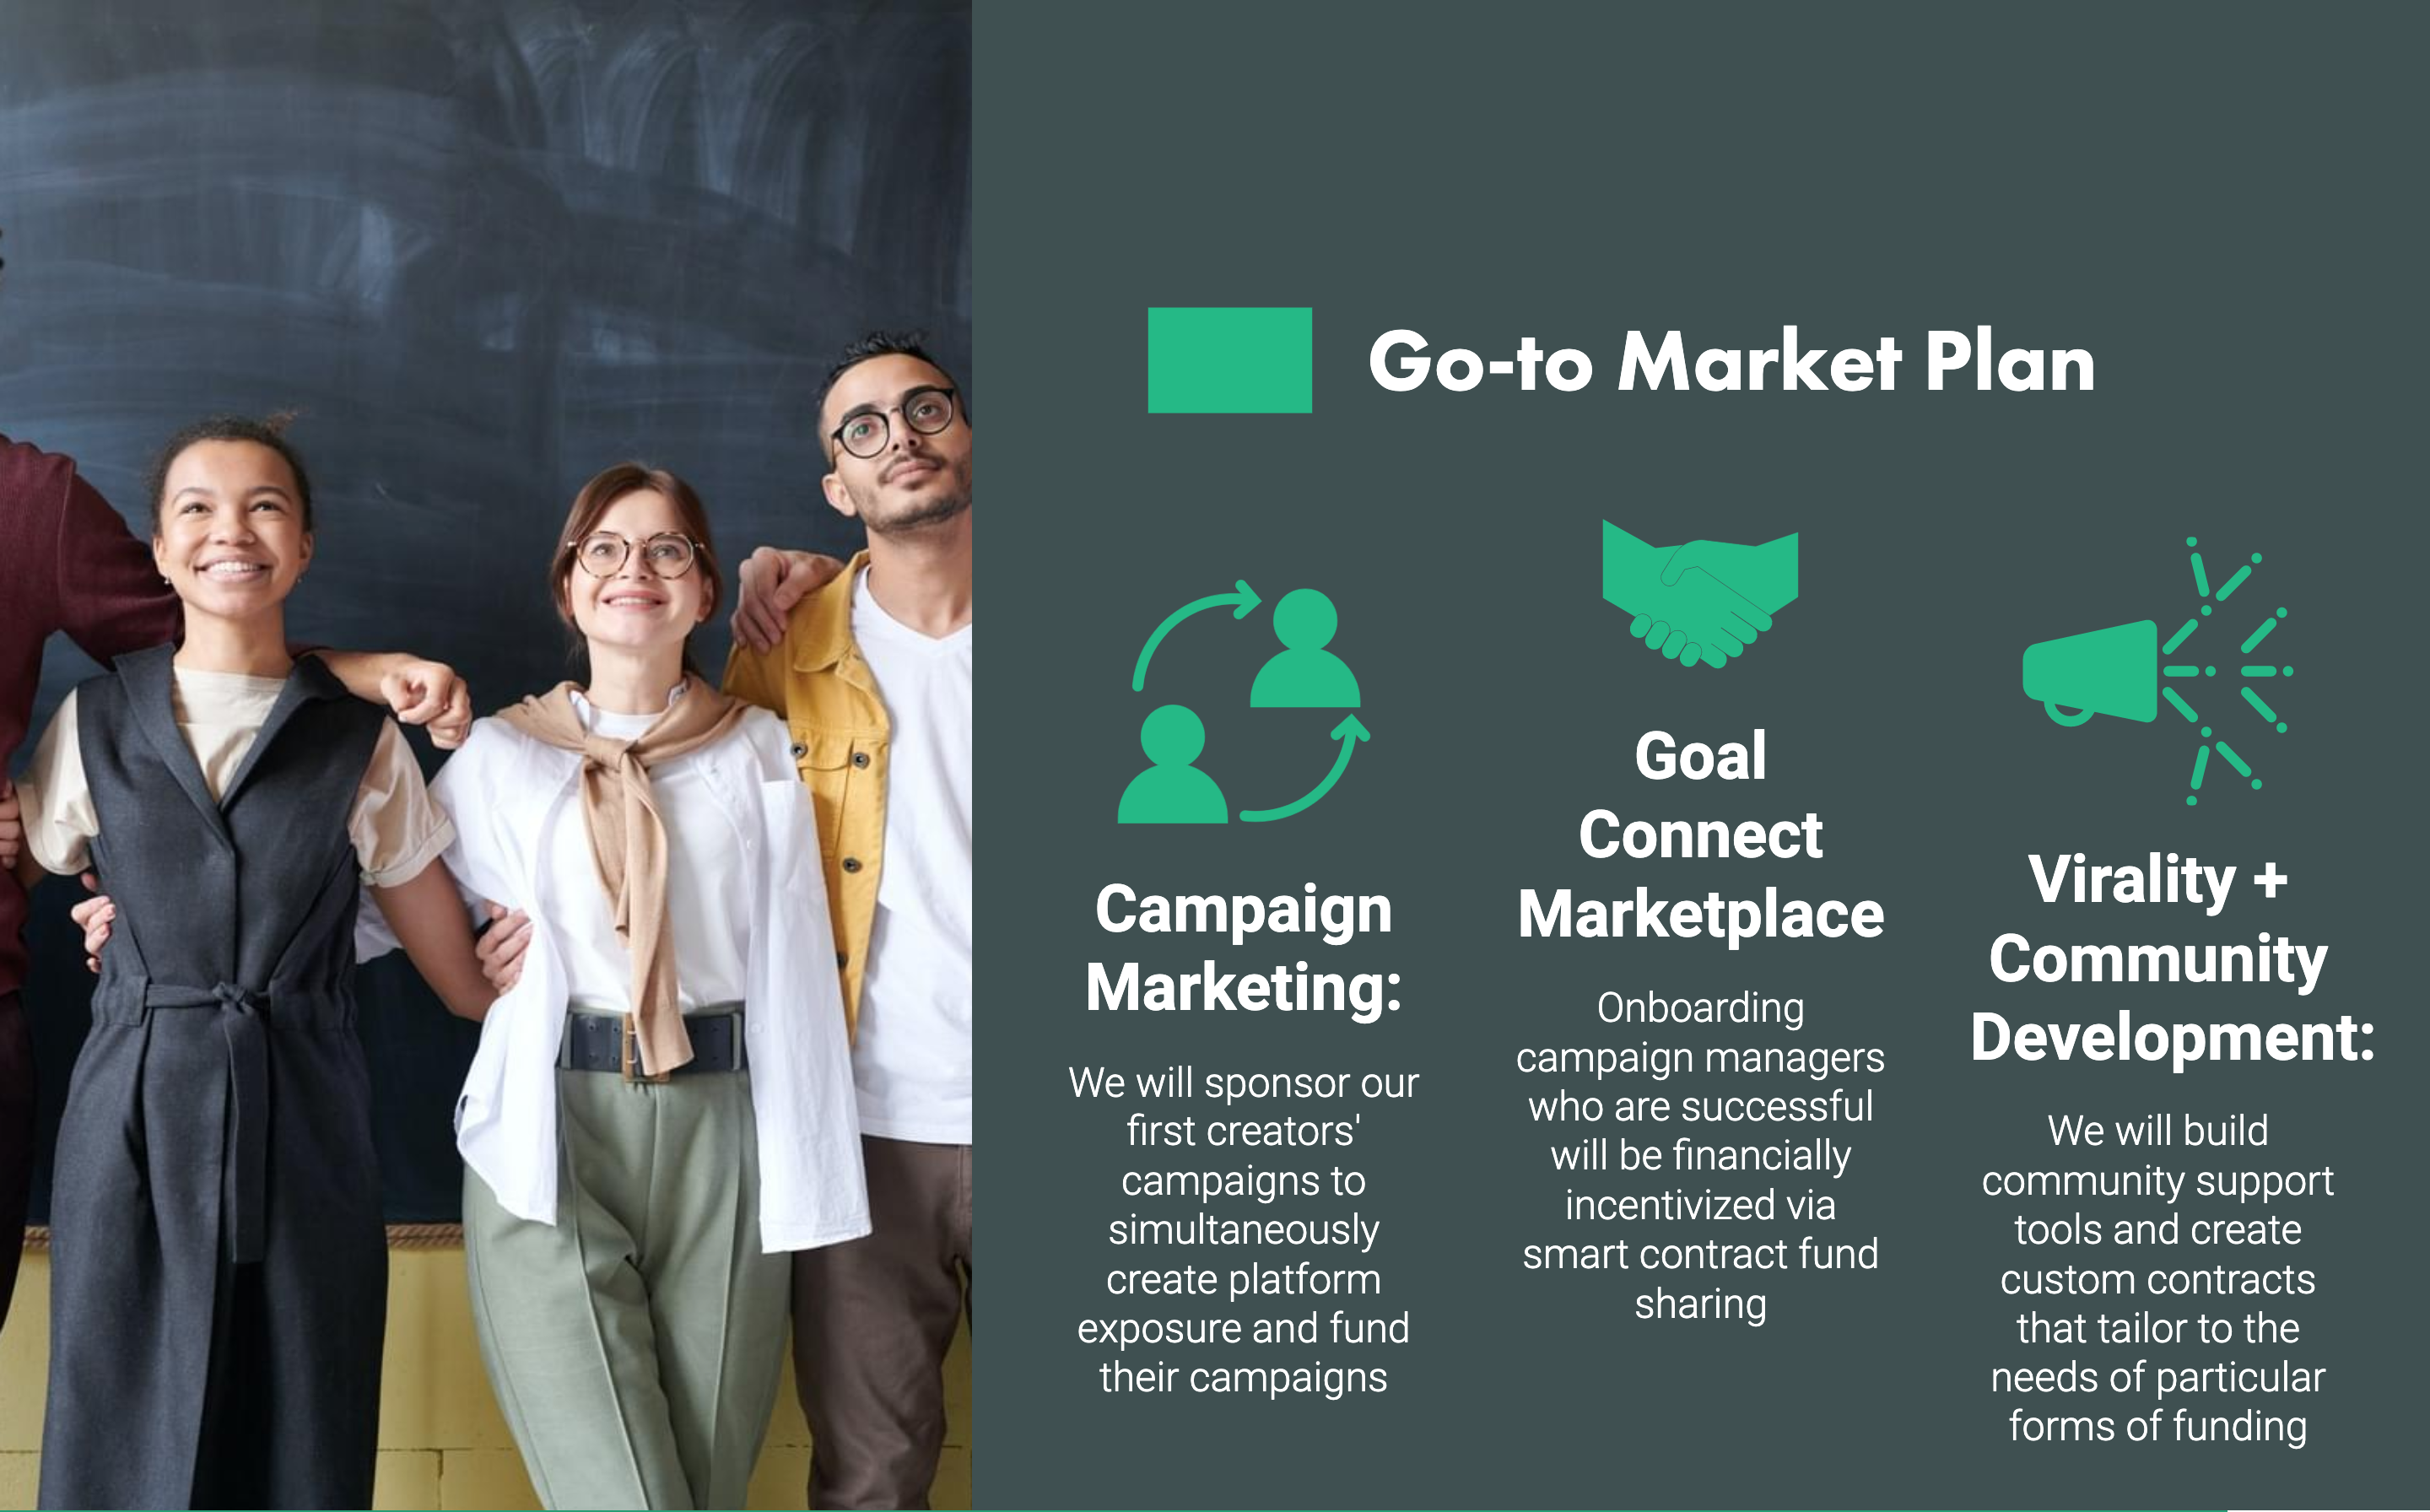 Go-to Market Plan
Campaign
Marketing:
We will sponsor our
first creators'
campaigns to
simultaneously
create platform
exposure and fund
their campaigns
Goal
Connect
Marketplace
Onboarding
campaign managers
who are successful
will be financially
incentivized via
smart contract fund
sharing
Virality +
Community
Development:
We will build
community support
tools and create
custom contracts
that tailor to the
needs of particular
forms of funding